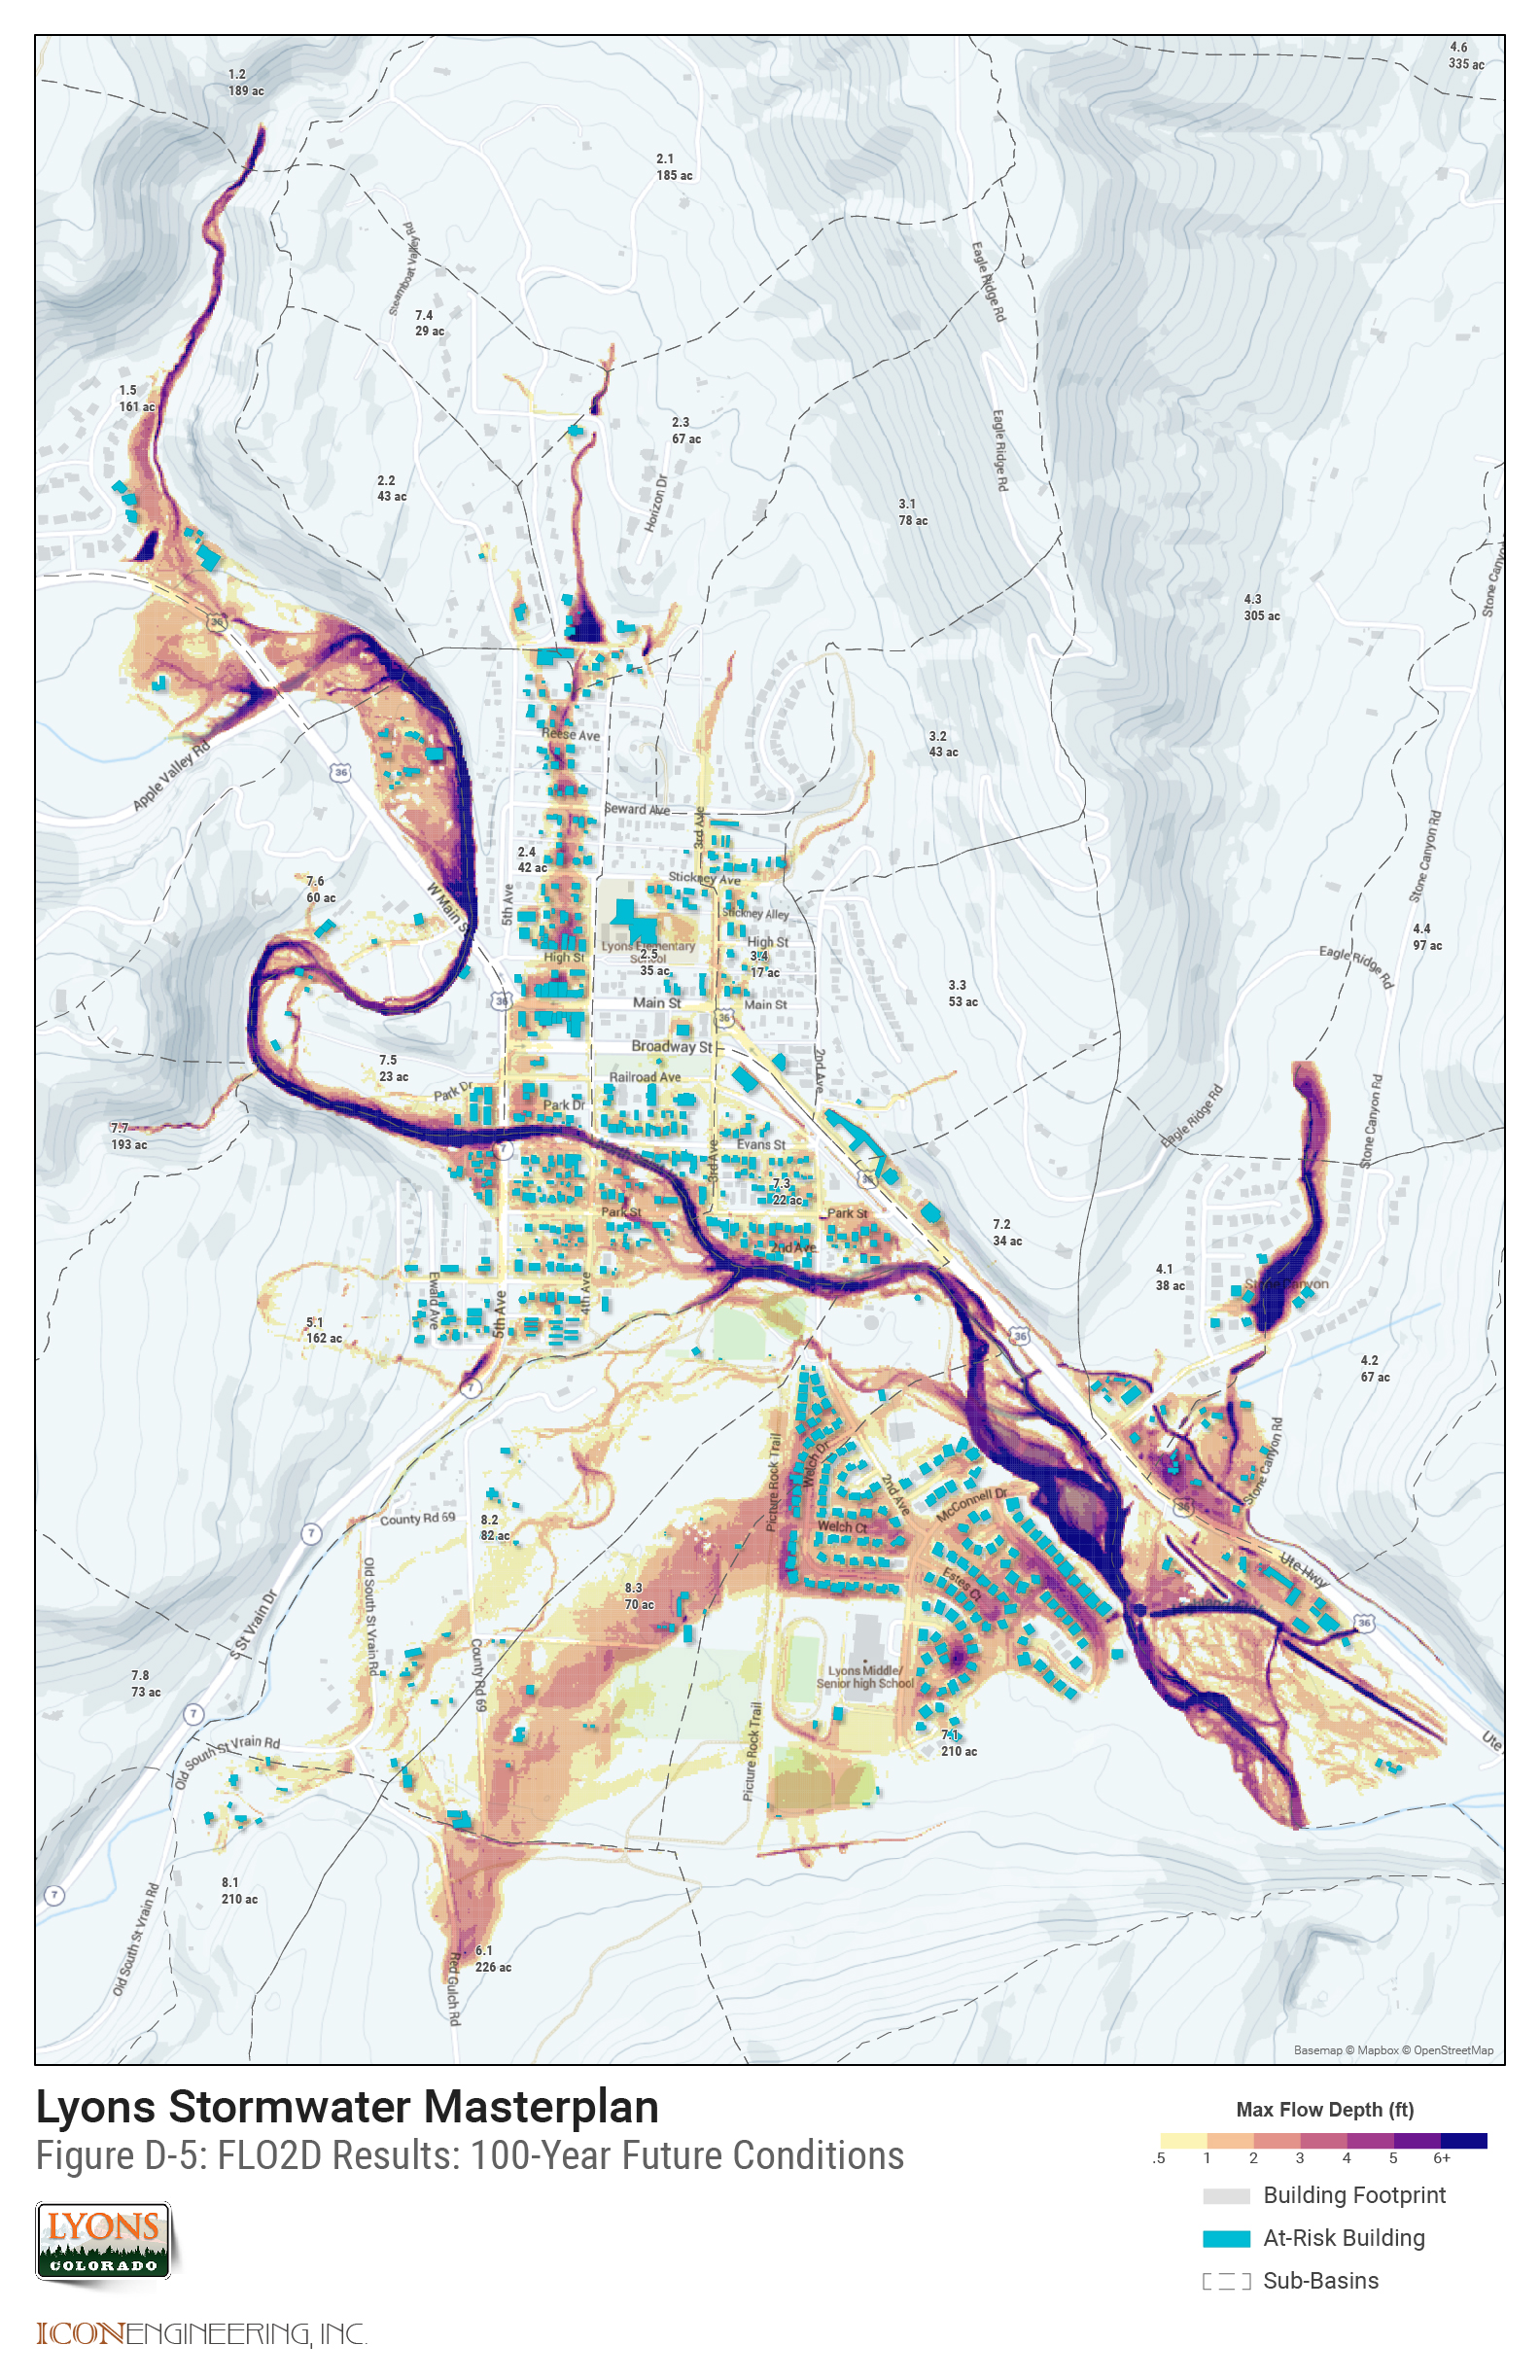 4.6
335 ac
1.2
189 ac
2.1
185 ac
Steamboat Valley Rd
Eagle Ridge Rd
7.4
29 ac
1.5
161 ac
2.3
67 ac
Eagle Ridge Rd
2.2
43 ac
Horizon Dr
3.1
78 ac
4.3
305 ac
36
Reese Ave
3.2
43 ac
Apple Valley Rd
36
Seward Ave
3rd Ave
2.4
42 ac
Stone Canyon Rd
7.6
60 ac
W Main St
5th Ave
Stickney Ave
Stickney Alley
High St
Lyons Elementary
School
High St
2.5
35 ac
3.4
17 ac
4.4
97 ac
Eagle Ridge Rd
3.3
53 ac
36
Main St
Main St
36
Broadway St
7.5
23 ac
Railroad Ave
2nd Ave
Park Dr
Park Dr
Eagle Ridge Rd
Stone Canyon Rd
7.7
193 ac
7
Evans St
3rd Ave
36
7.3
22 ac
Park St
Park St
2nd Ave
7.2
34 ac
4.1
38 ac
Stone Canyon
Eward Ave
5th Ave
4th Ave
5.1
162 ac
36
4.2
67 ac
7
Picture Rock Trail
Welch Dr
2nd Ave
McConnell Dr
Stone Canyon Rd
County Rd 69
8.2
82 ac
Welch Ct
36
7
Old South St Vrain Rd
Estes Ct
Ute Hwy
8.3
70 ac
S St Vrain Dr
36
County Rd 69
Lyons Middle/
Senior high School
7.8
73 ac
7
Old South St Vrain Rd
Picture Rock Trail
7.1
210 ac
Ute
8.1
210 ac
7
Old South St Vrain Rd
6.1
226 ac
Red Gulch Rd
Basemap © Mapbox © OpenStreetMap
Lyons Stormwater Masterplan
Figure D-5: FLO2D Results: 100-Year Future Conditions
Max Flow Depth (ft)
.5 1 2 3 4 5 6+
Building Footprint
At-Risk Building
Sub-Basins
LYONS
COLORADO
ICONENGINEERING, INC.